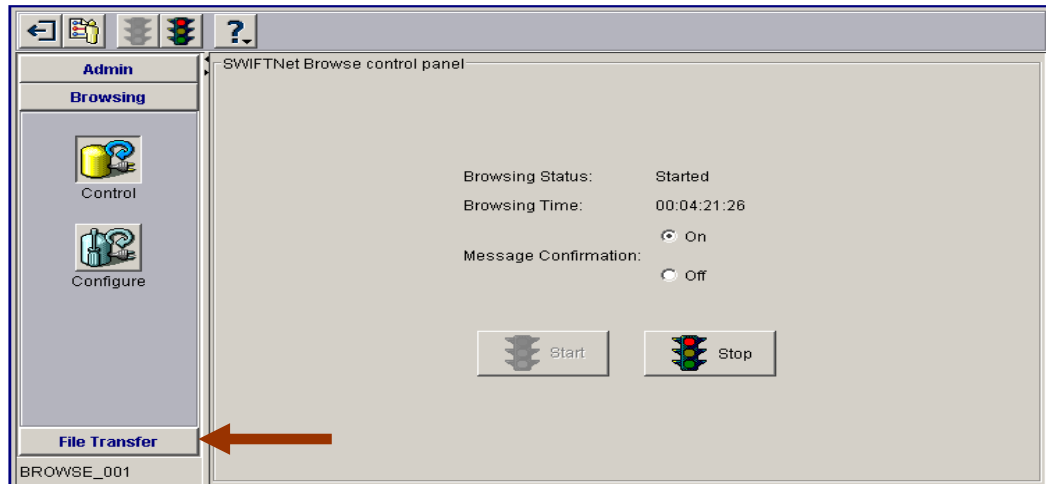 ?
Admin
Browsing
Control
Configure
File Transfer
BROWSE_001
SWIFTNet Browse control panel
Browsing Status: Started
Browsing Time: 00:04:21:26
Message Confirmation:
On
Off
Start
Stop